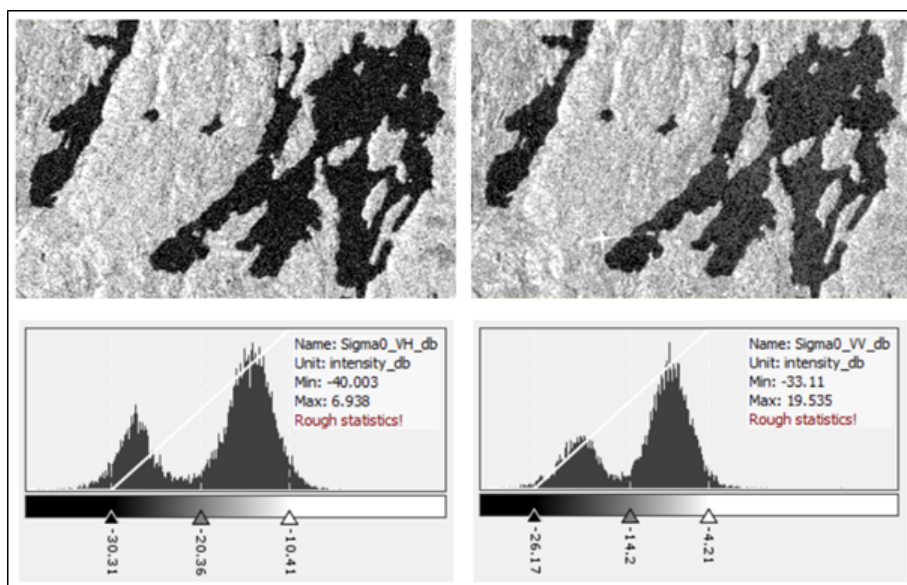 Name: Sigma0_VH_db
Unit: intensity_db
Min: -40.003
Max: 6.938
Rough statistics!
-30.31
-20.36
-10.41
Name: Sigma0_VV_db
Unit: intensity_db
Min: -33.11
Max: 19.535
Rough statistics!
-26.17
-14.2
-4.21